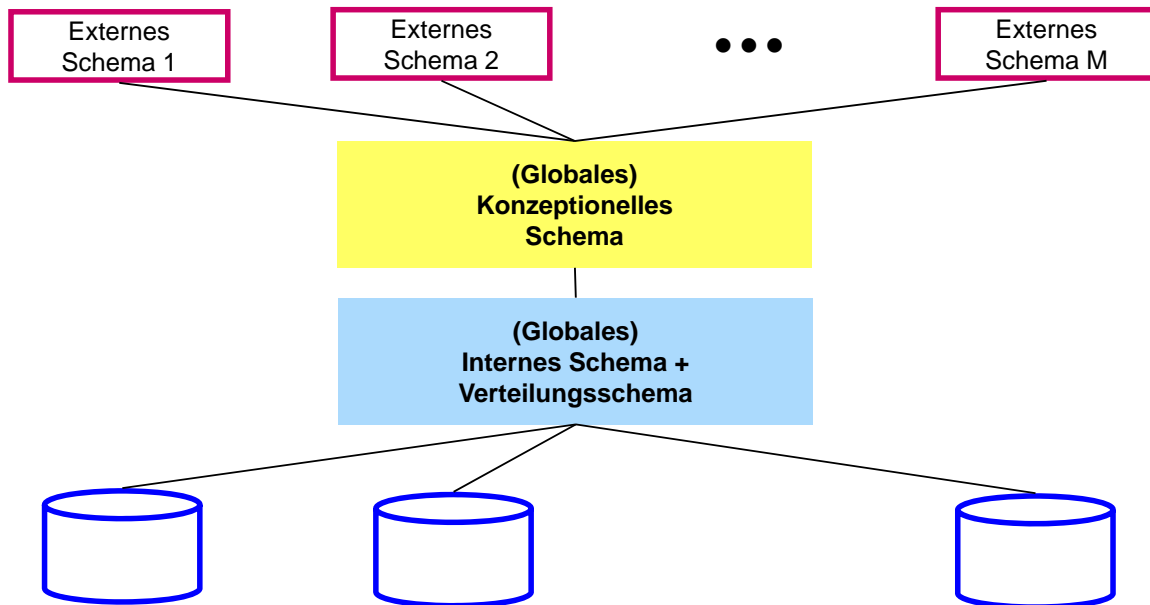 Externes
Schema 1
Externes
Schema 2
Externes
Schema M
(Globales)
Konzeptionelles
Schema
(Globales)
Internes Schema +
Verteilungsschema